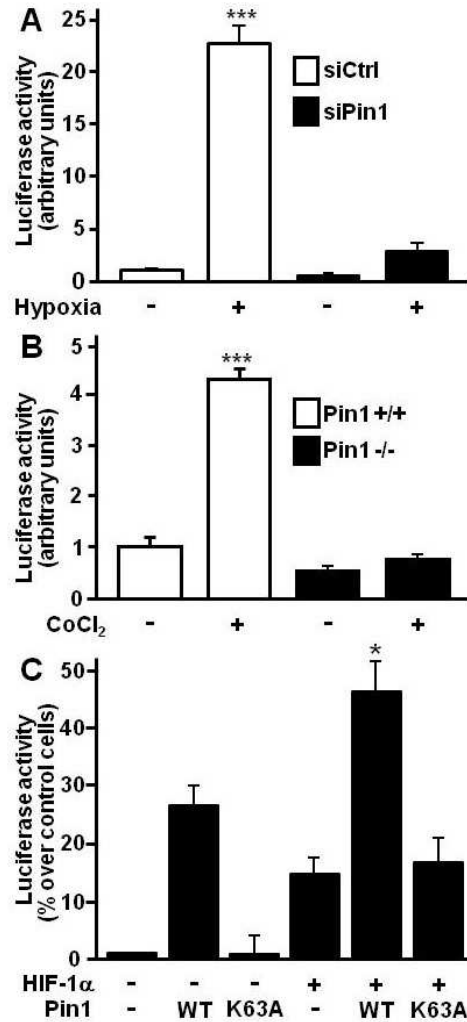 A
***
25
20
15
10
5
0
Luciferase activity
(arbitrary units)
siCtrl
siPin1
Hypoxia - + - +
B
***
5
4
3
2
1
0
Luciferase activity
(arbitrary units)
Pin1 +/+
Pin1 -/-
CoCl₂ - + - +
C
*
50
40
30
20
10
0
Luciferase activity
(% over control cells)
HIF-1α - - - + + +
Pin1 - WT K63A - WT K63A